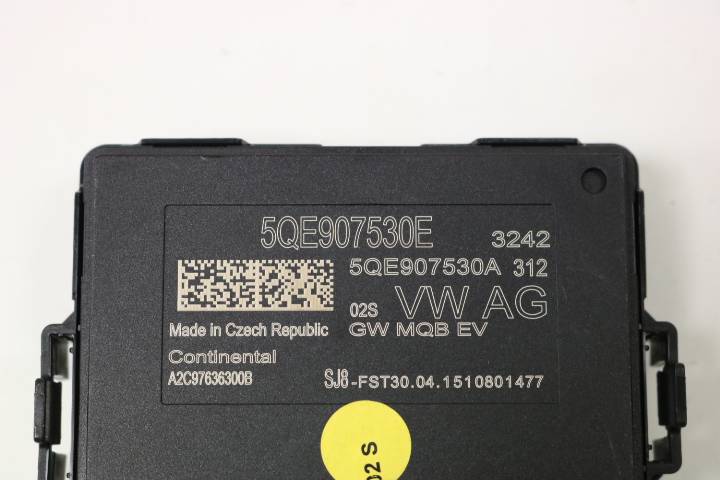 5QE907530E 3242
5QE907530A 312
02S VW AG
Made in Czech Republic GW MQB EV
Continental
A2C97636300B SJ8-FST30.04.1510801477
02 S